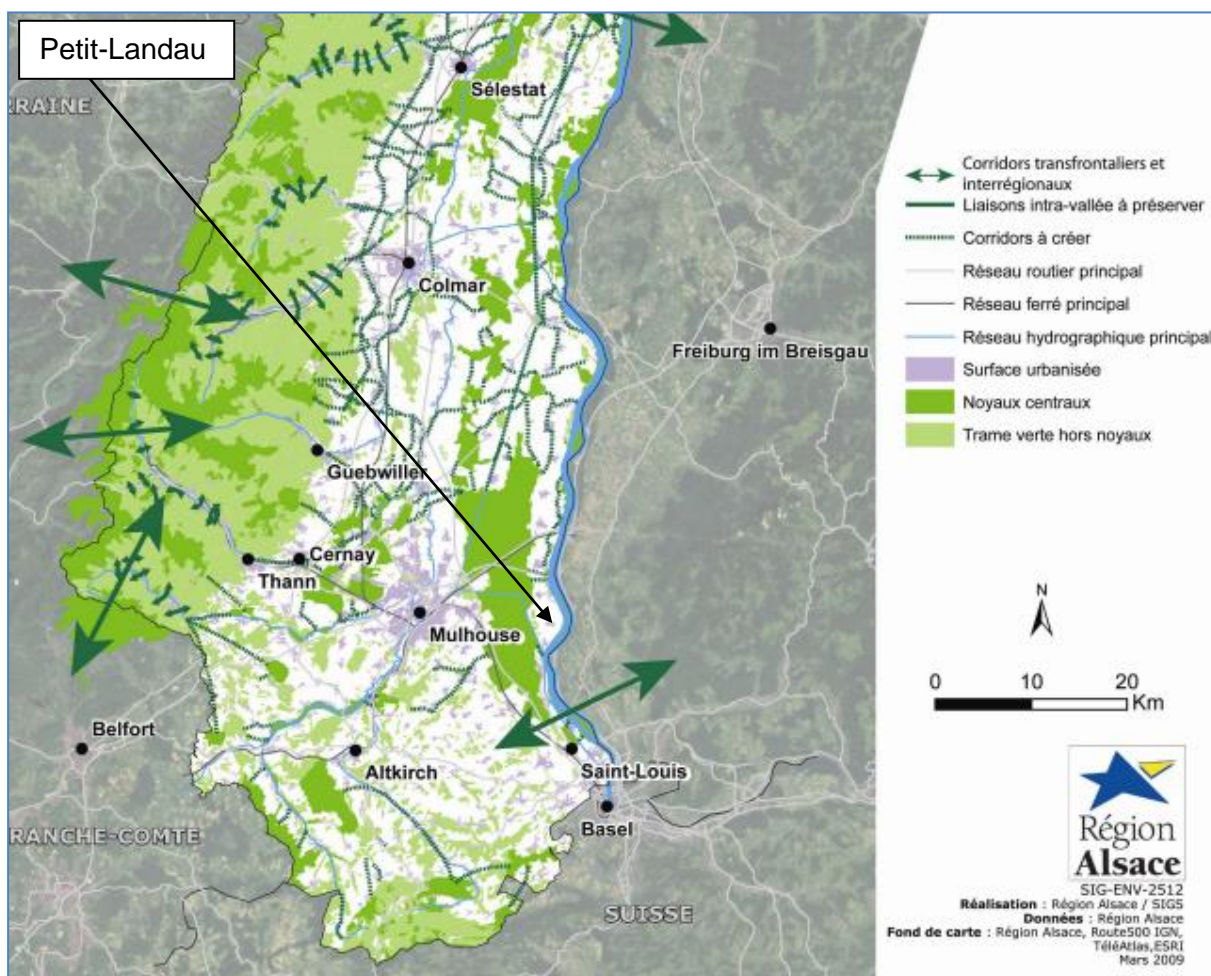 Petit-Landau
RRAINE
Sélestat
Colmar
Freiburg im Breisgau
Guebwiller
Cernay
Thann
Mulhouse
Belfort
Altkirch
Saint-Louis
Basel
RANCHE-COMTE
SUISSE
Corridors transfrontaliers et
interrégionaux
Liaisons intra-vallée à préserver
Corridors à créer
Réseau routier principal
Réseau ferré principal
Réseau hydrographique principal
Surface urbanisée
Noyaux centraux
Trame verte hors noyaux
N
0 10 20
Km
Région
Alsace
SIG-ENV-2512
Réalisation : Région Alsace / SIGS
Données : Région Alsace
Fond de carte : Région Alsace, Route500 IGN,
TéléAtlas,ESRI
Mars 2009